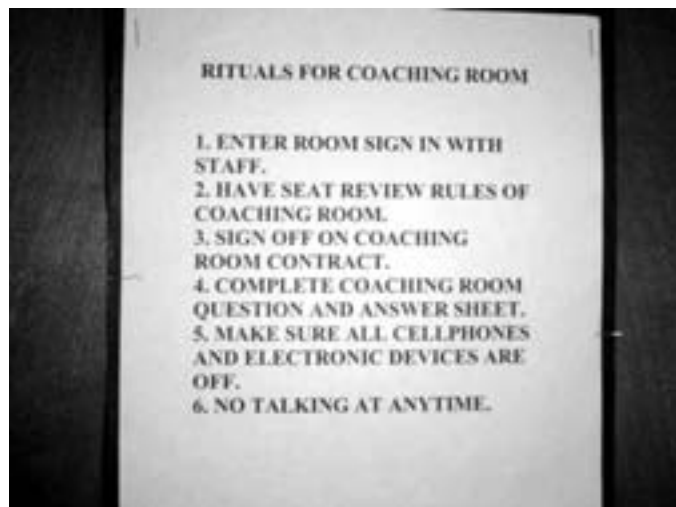 RITUALS FOR COACHING ROOM
1. ENTER ROOM SIGN IN WITH
STAFF.
2. HAVE SEAT REVIEW RULES OF
COACHING ROOM.
3. SIGN OFF ON COACHING
ROOM CONTRACT.
4. COMPLETE COACHING ROOM
QUESTION AND ANSWER SHEET.
5. MAKE SURE ALL CELLPHONES
AND ELECTRONIC DEVICES ARE
OFF.
6. NO TALKING AT ANYTIME.